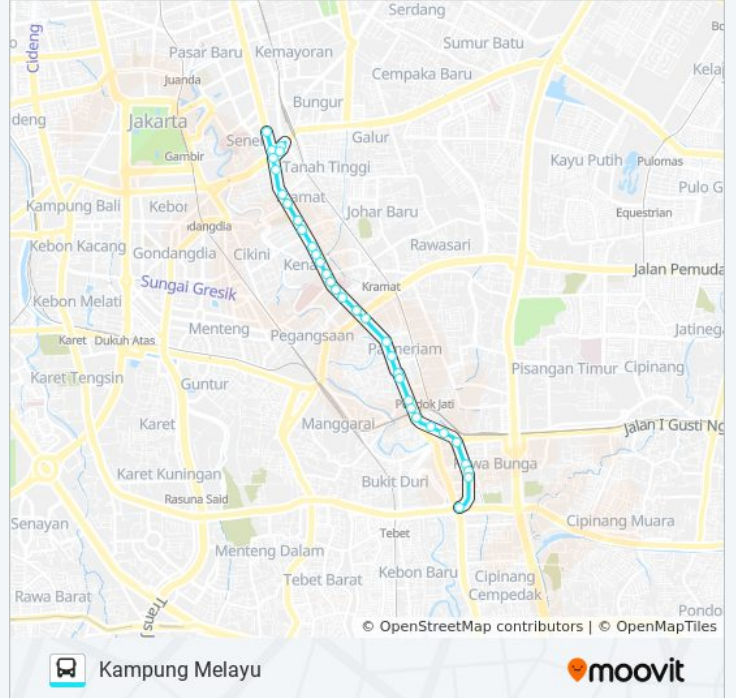 Serdang
Cideng
Pasar Baru
Kemayoran
Sumur Batu
Juanda
Cempaka Baru
Bungur
deng
Jakarta
Galur
Gambir
Tanah Tinggi
Kayu Putih
Pulomas
Pulo G
Kampung Bali
Kebor
Johar Baru
Equestrian
Kebon Kacang
Gondangdia
Cikini
Rawasari
Sungai Gresik
Kramat
Jalan Pemuda
Kebon Melati
Menteng
Pegangsaan
Jatinega
Karet
Dukuh Atas
Pisangan Timur
Cipinang
Karet Tengsin
Guntur
Karet
Manggarai
Jalan I Gusti Ng
Karet Kuningan
Rasuna Said
Bukit Duri
Senayan
Cipinang Muara
Menteng Dalam
Tebet
Tebet Barat
Kebon Baru
Cipinang
Cempedak
Rawa Barat
Trans J
Pondo
© OpenStreetMap contributors | © OpenMapTiles
Kampung Melayu
moovit